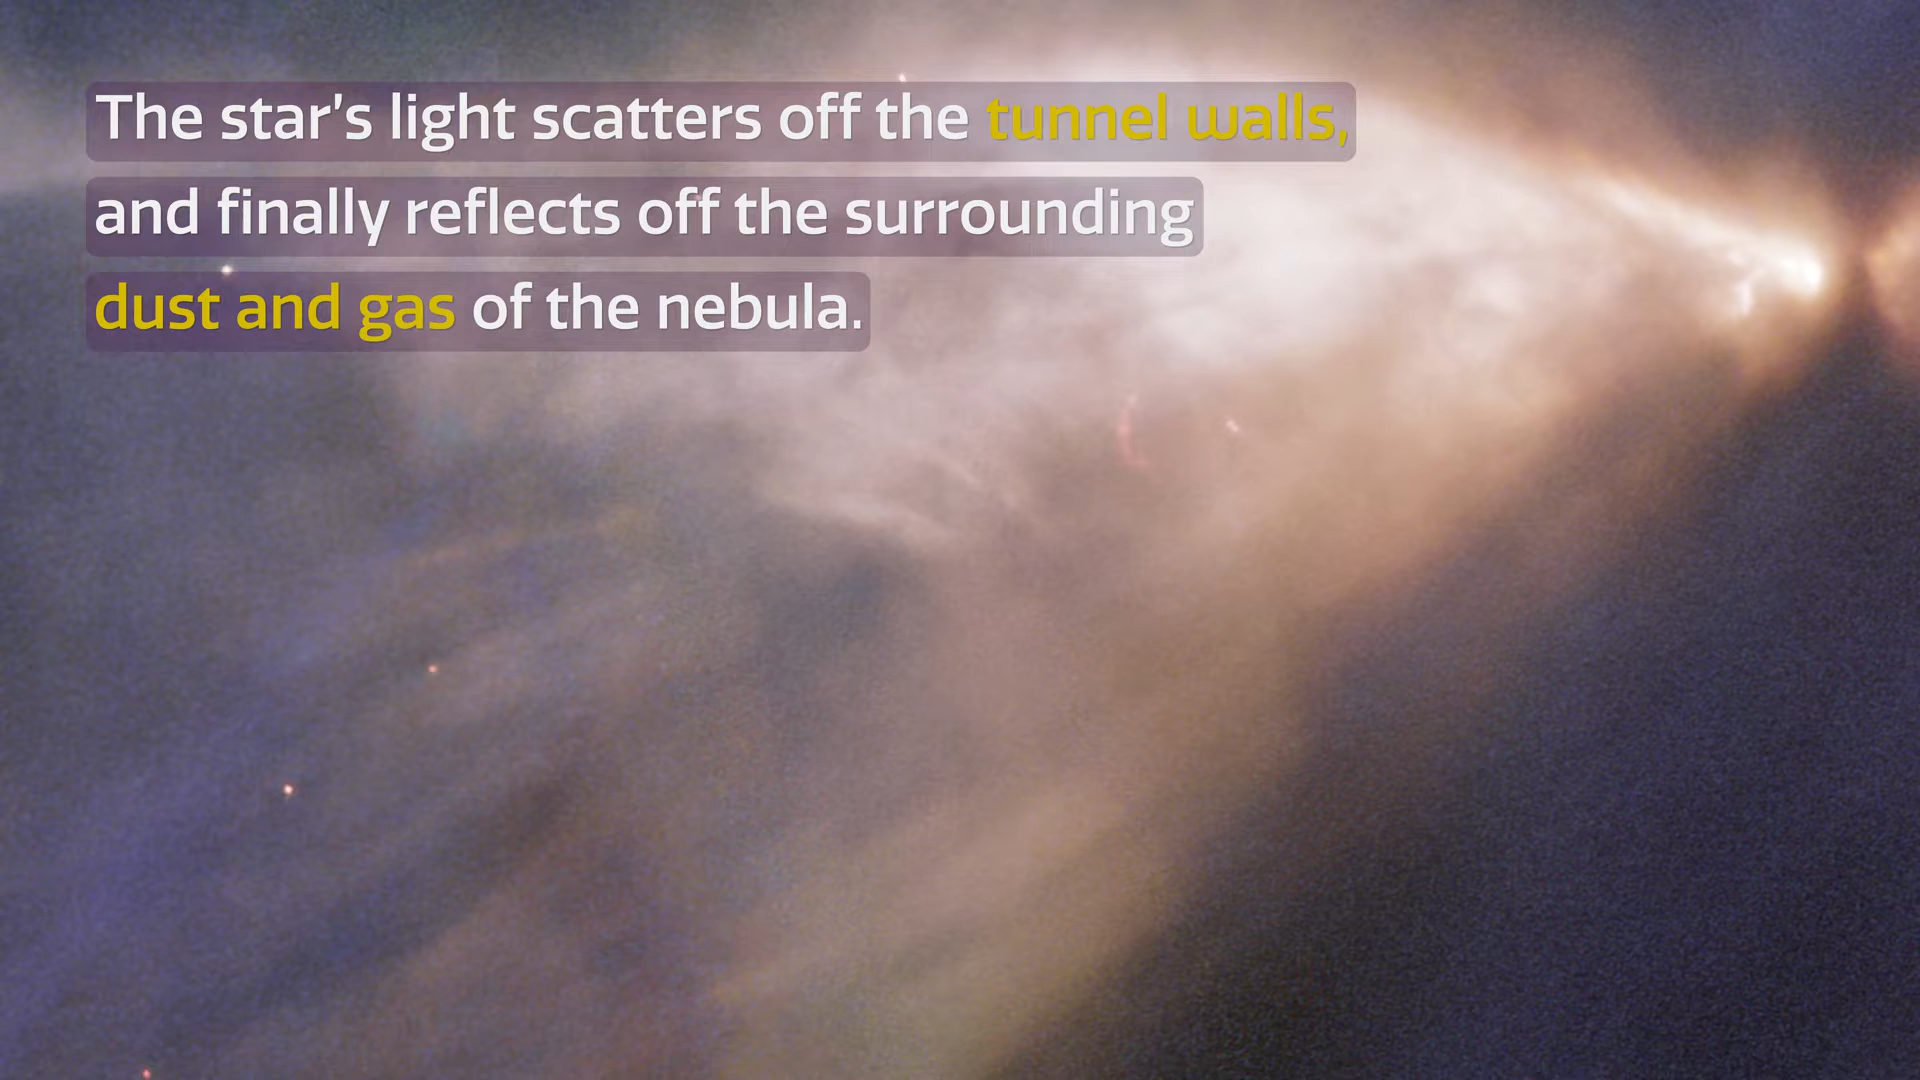 The star’s light scatters off the tunnel walls,
and finally reflects off the surrounding
dust and gas of the nebula.